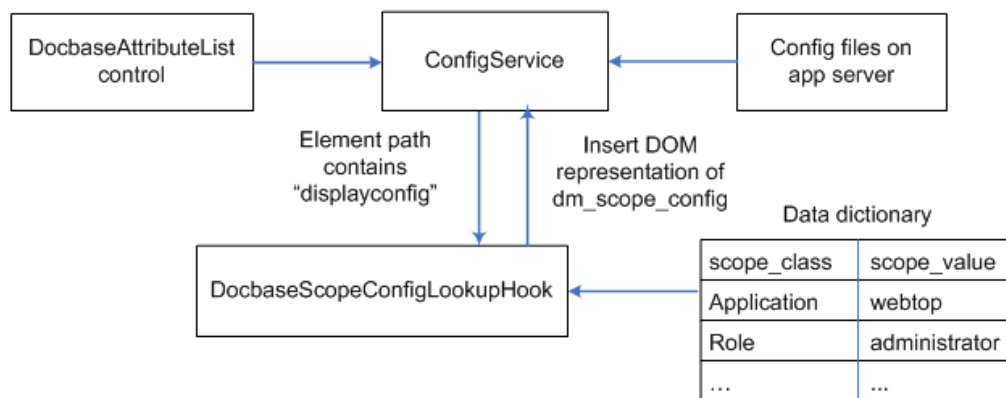 DocbaseAttributeList
control
ConfigService
Config files on
app server
Element path
contains
“displayconfig”
Insert DOM
representation of
dm_scope_config
Data dictionary
DocbaseScopeConfigLookupHook
scope_class scope_value
Application webtop
Role administrator
… ...